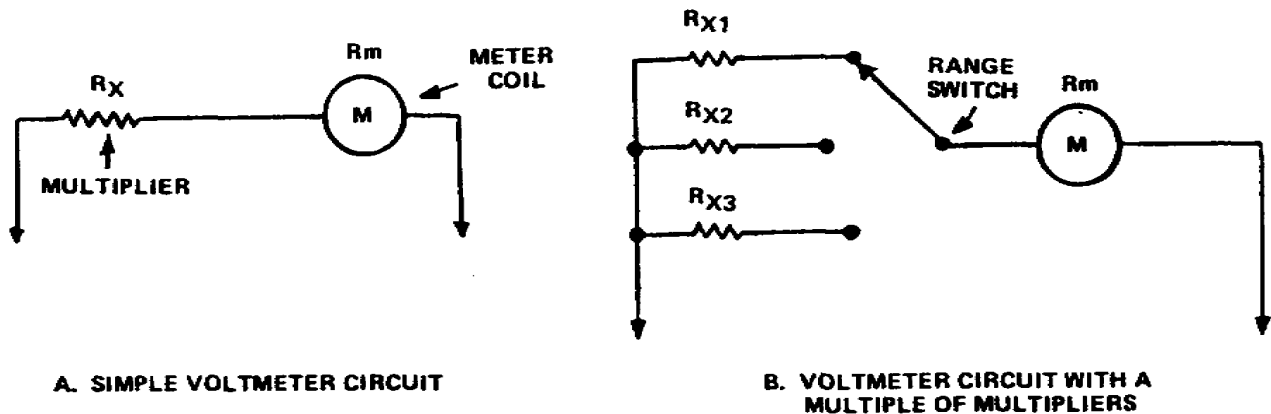 Rx
MULTIPLIER
Rm
M
METER
COIL
A. SIMPLE VOLTMETER CIRCUIT
RX1
RX2
RX3
RANGE
SWITCH
Rm
M
B. VOLTMETER CIRCUIT WITH A
MULTIPLE OF MULTIPLIERS